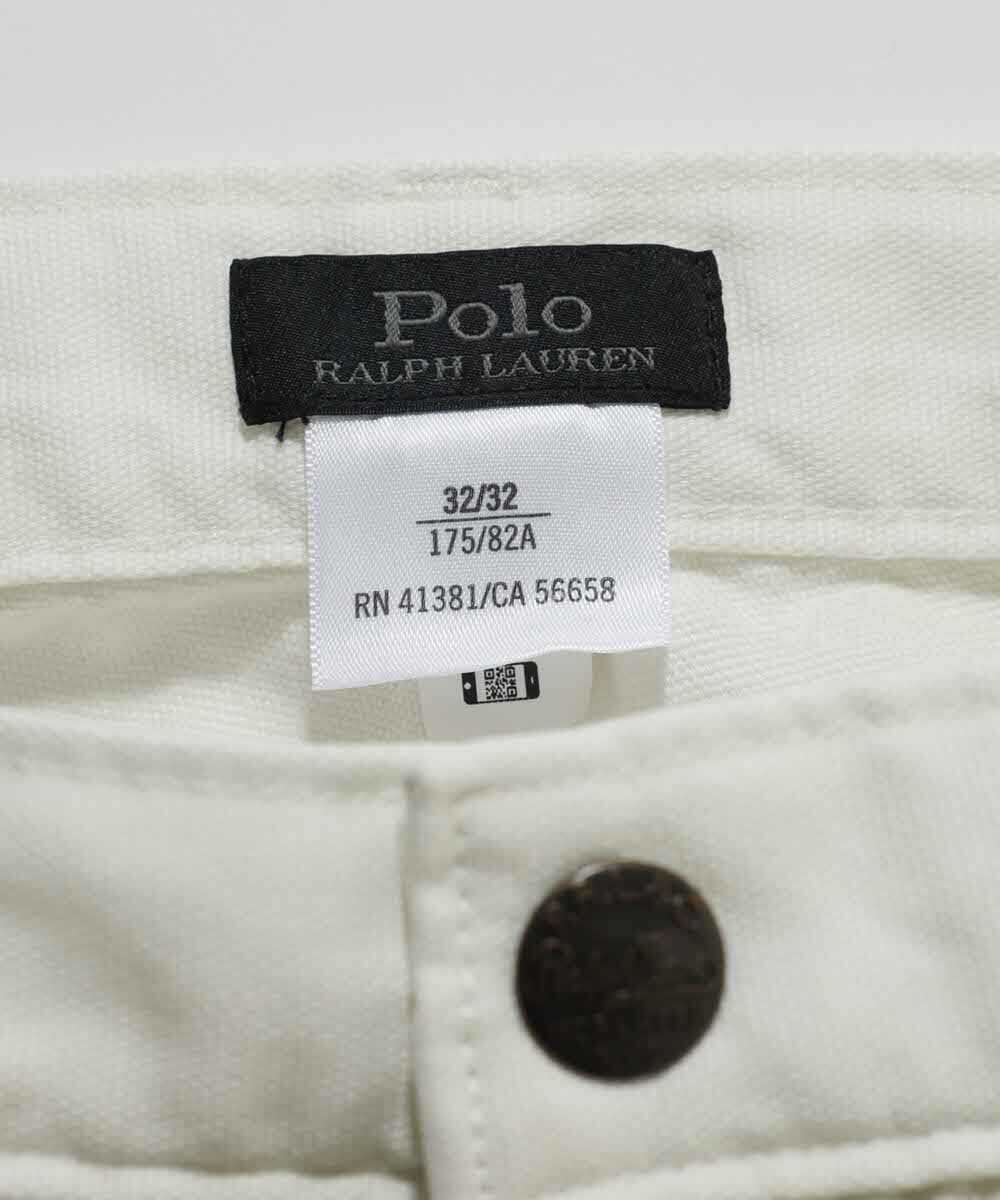 Polo
RALPH LAUREN
32/32
175/82A
RN 41381/CA 56658